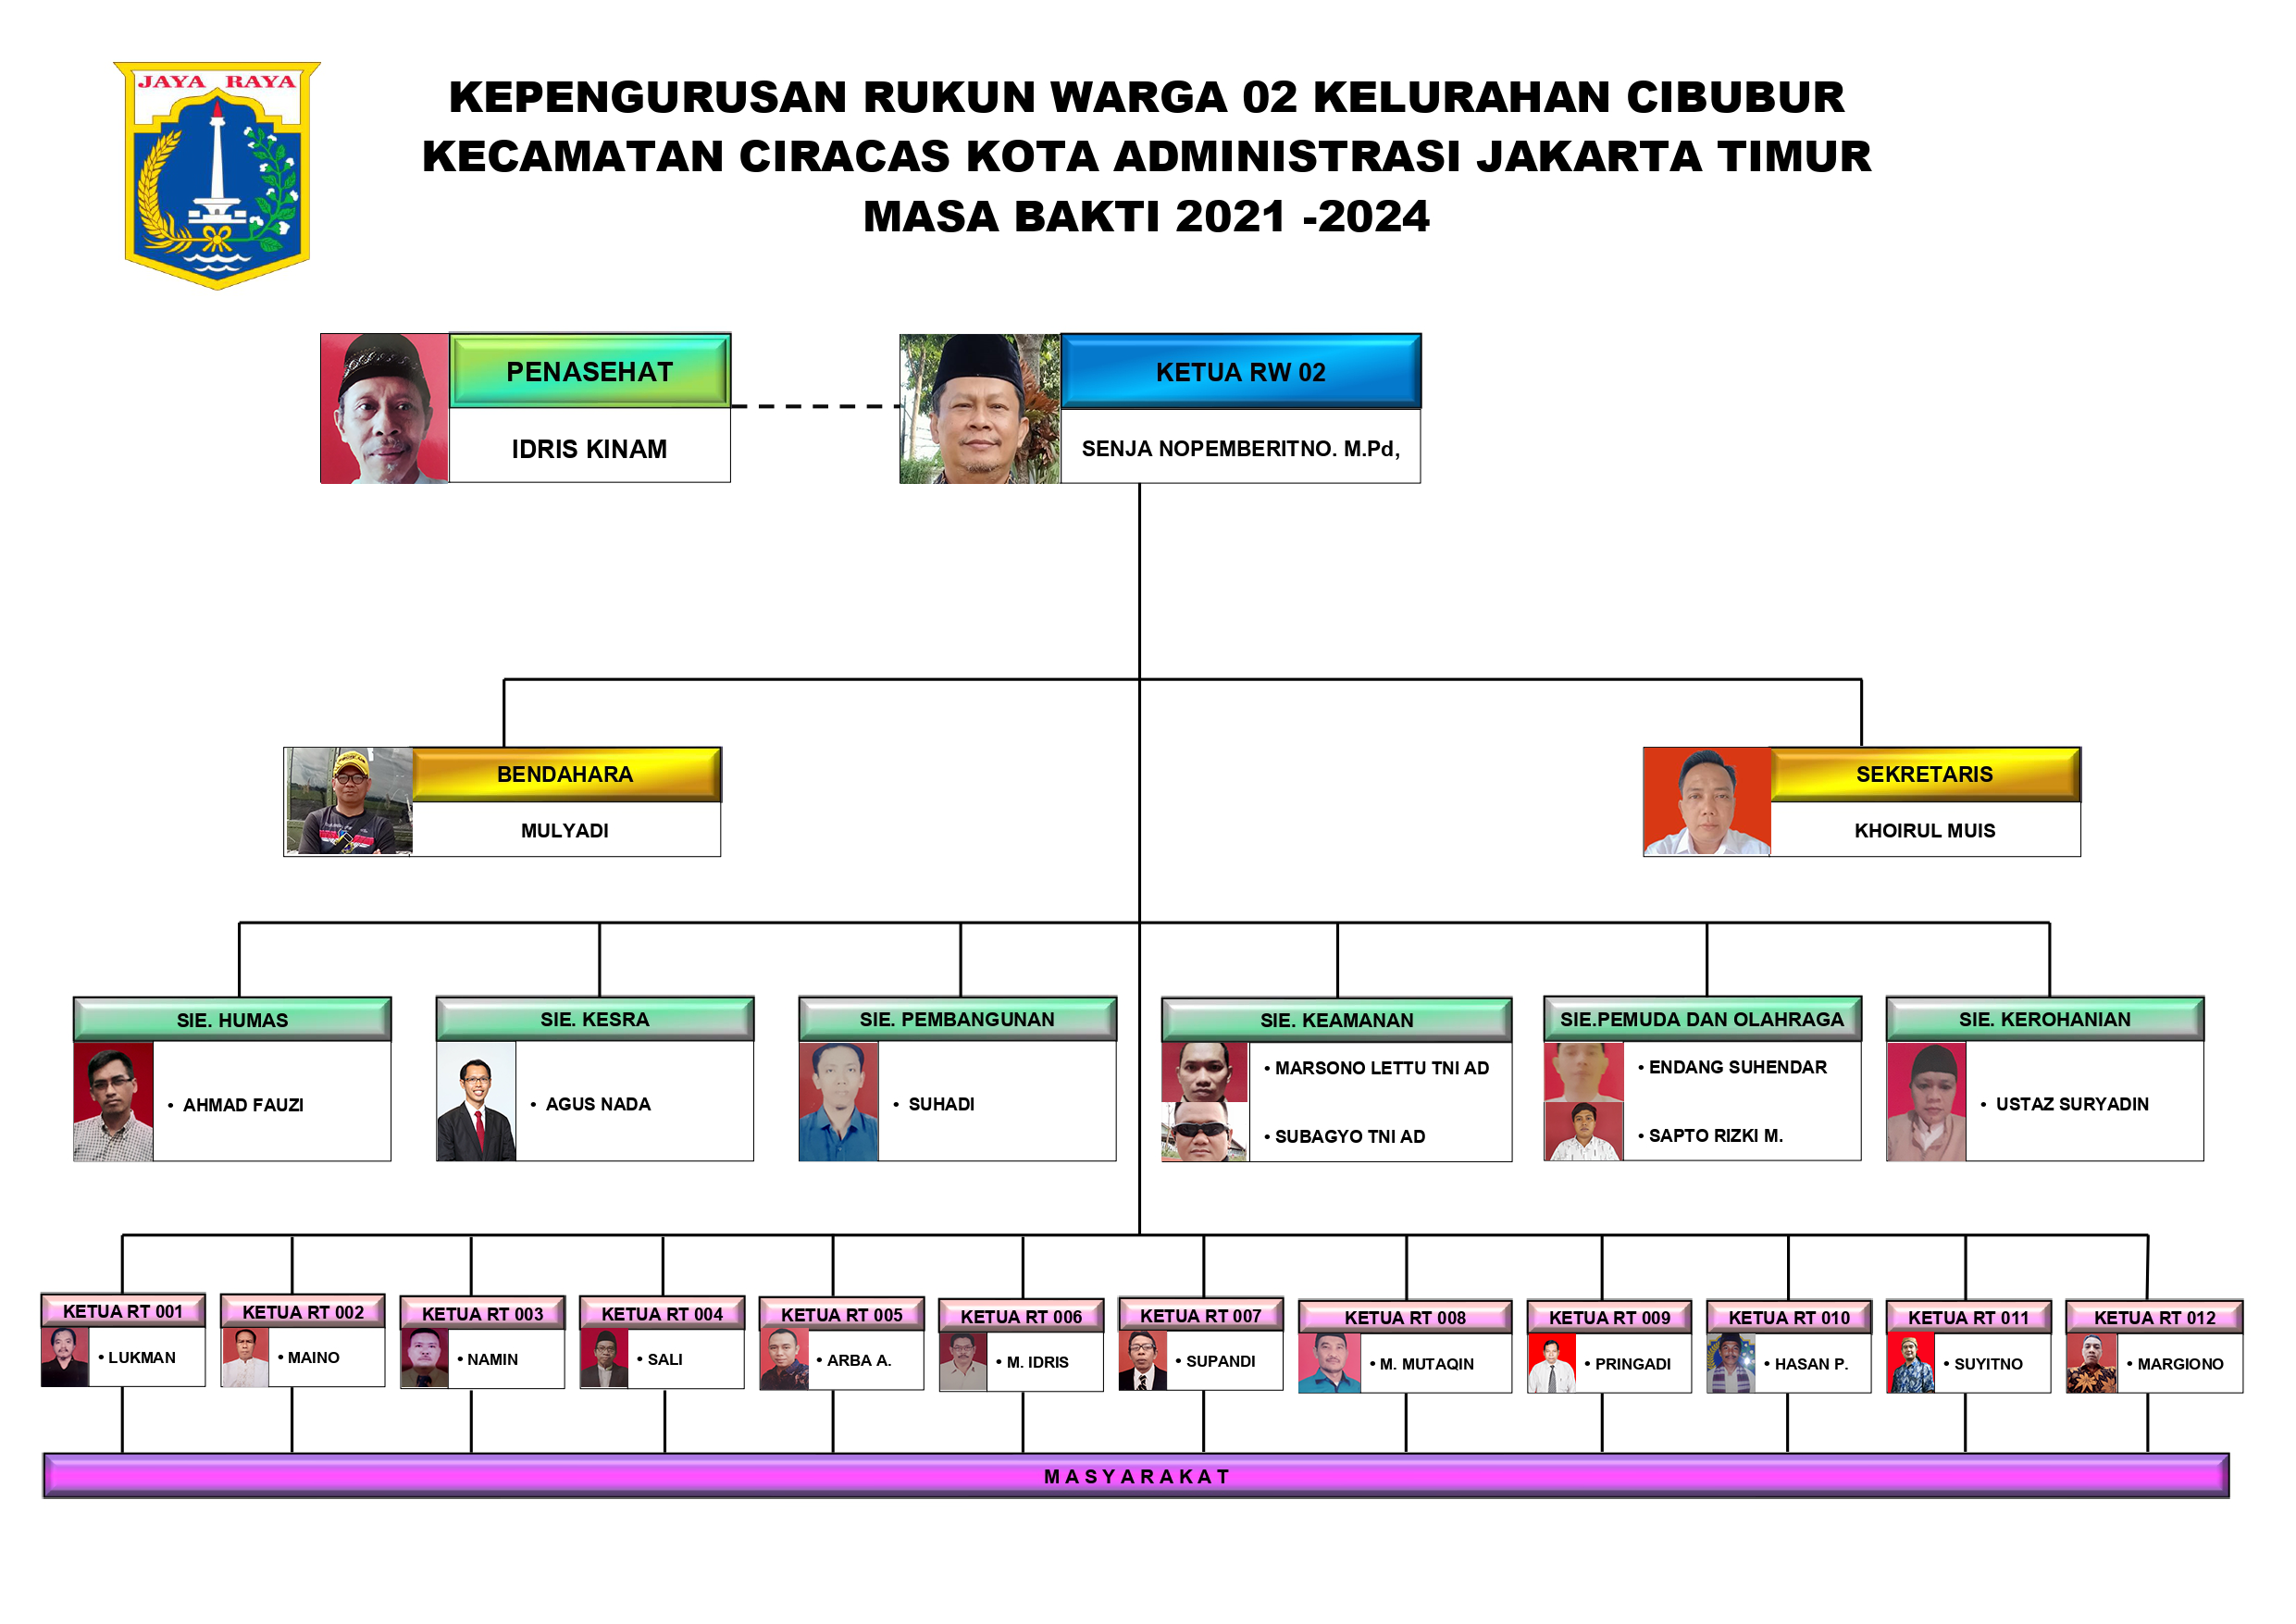 JAYA RAYA
KEPENGURUSAN RUKUN WARGA 02 KELURAHAN CIBUBUR
KECAMATAN CIRACAS KOTA ADMINISTRASI JAKARTA TIMUR
MASA BAKTI 2021 -2024
PENASEHAT
IDRIS KINAM
KETUA RW 02
SENJA NOPEMBERITNO. M.Pd,
BENDAHARA
MULYADI
SEKRETARIS
KHOIRUL MUIS
SIE. HUMAS
• AHMAD FAUZI
SIE. KESRA
• AGUS NADA
SIE. PEMBANGUNAN
• SUHADI
SIE. KEAMANAN
• MARSONO LETTU TNI AD
• SUBAGYO TNI AD
SIE.PEMUDA DAN OLAHRAGA
• ENDANG SUHENDAR
• SAPTO RIZKI M.
SIE. KEROHANIAN
• USTAZ SURYADIN
KETUA RT 001
• LUKMAN
KETUA RT 002
• MAINO
KETUA RT 003
• NAMIN
KETUA RT 004
• SALI
KETUA RT 005
• ARBA A.
KETUA RT 006
• M. IDRIS
KETUA RT 007
• SUPANDI
KETUA RT 008
• M. MUTAQIN
KETUA RT 009
• PRINGADI
KETUA RT 010
• HASAN P.
KETUA RT 011
• SUYITNO
KETUA RT 012
• MARGIONO
M A S Y A R A K A T